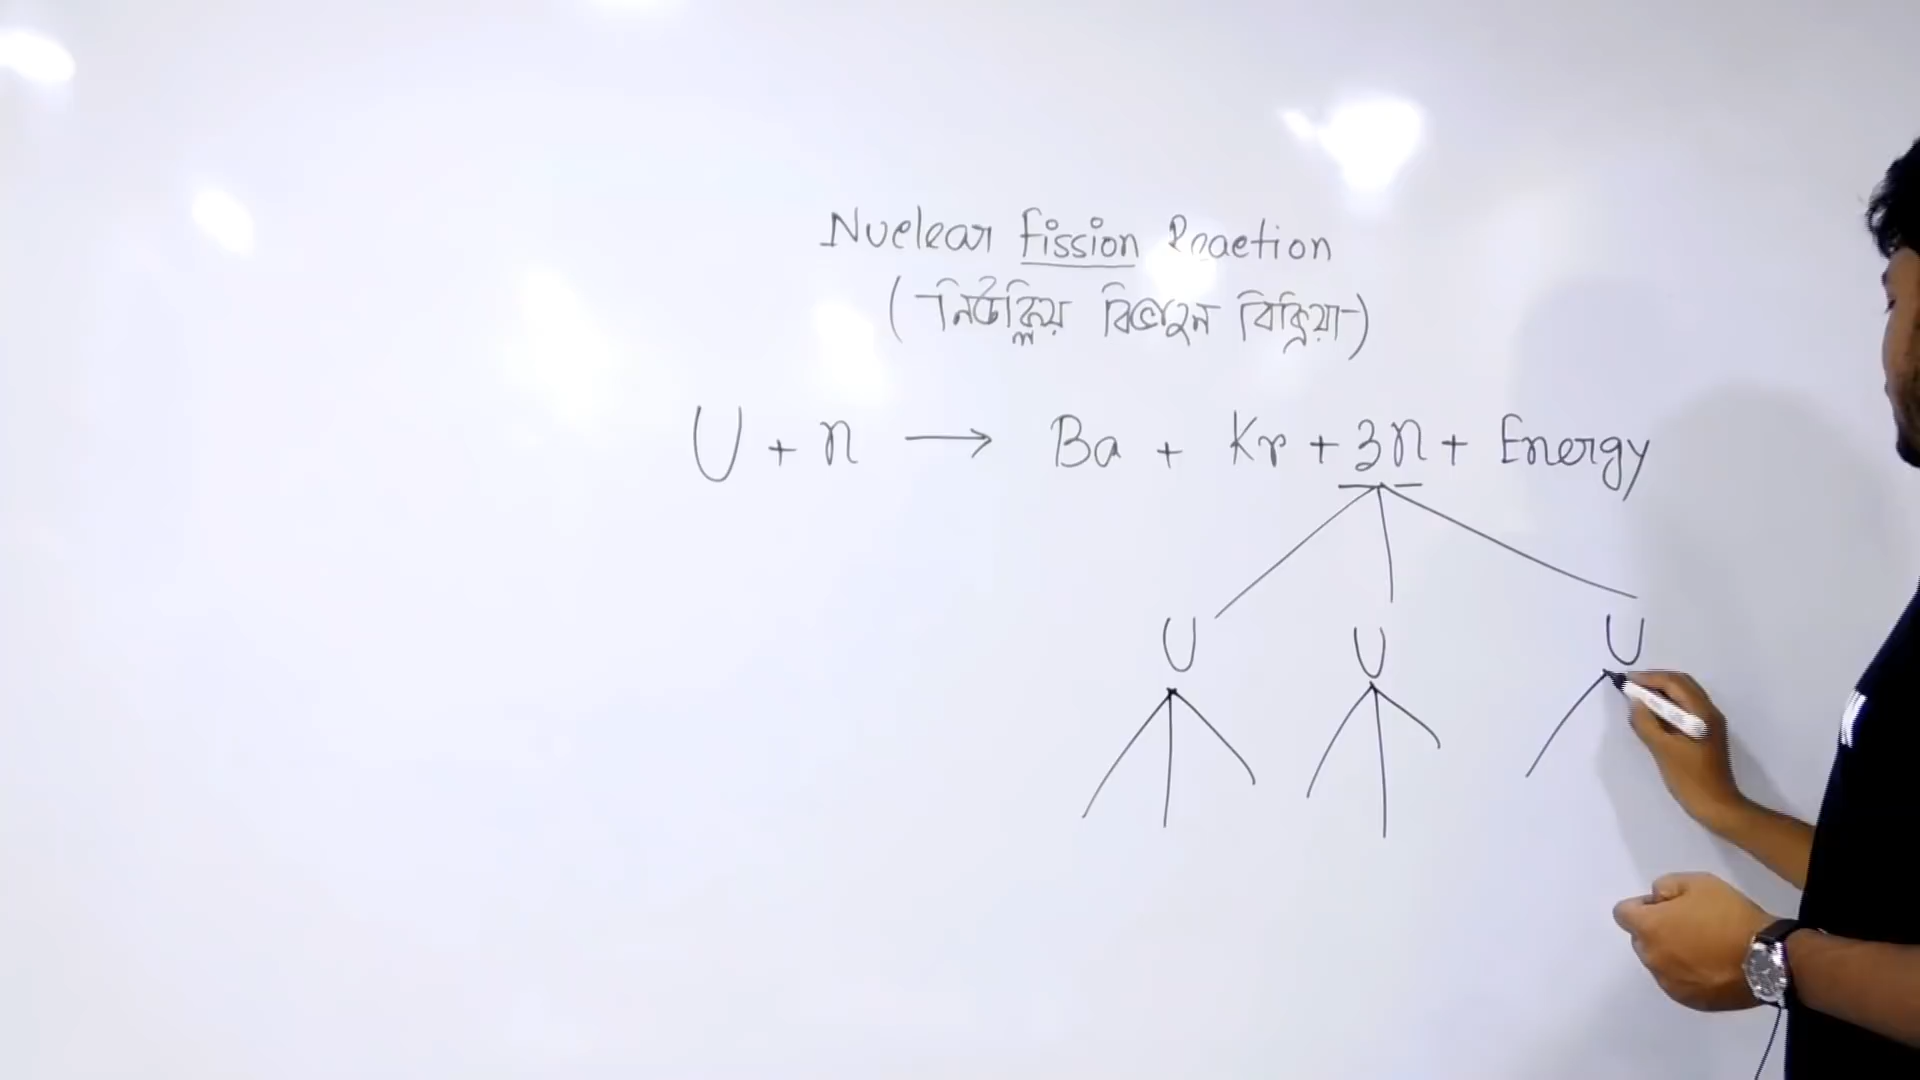 Nuclear Fission Reaction
(নিউক্লিয় বিভাজন বিক্রিয়া)
U + n → Ba + Kr + 3n + Energy
U U U